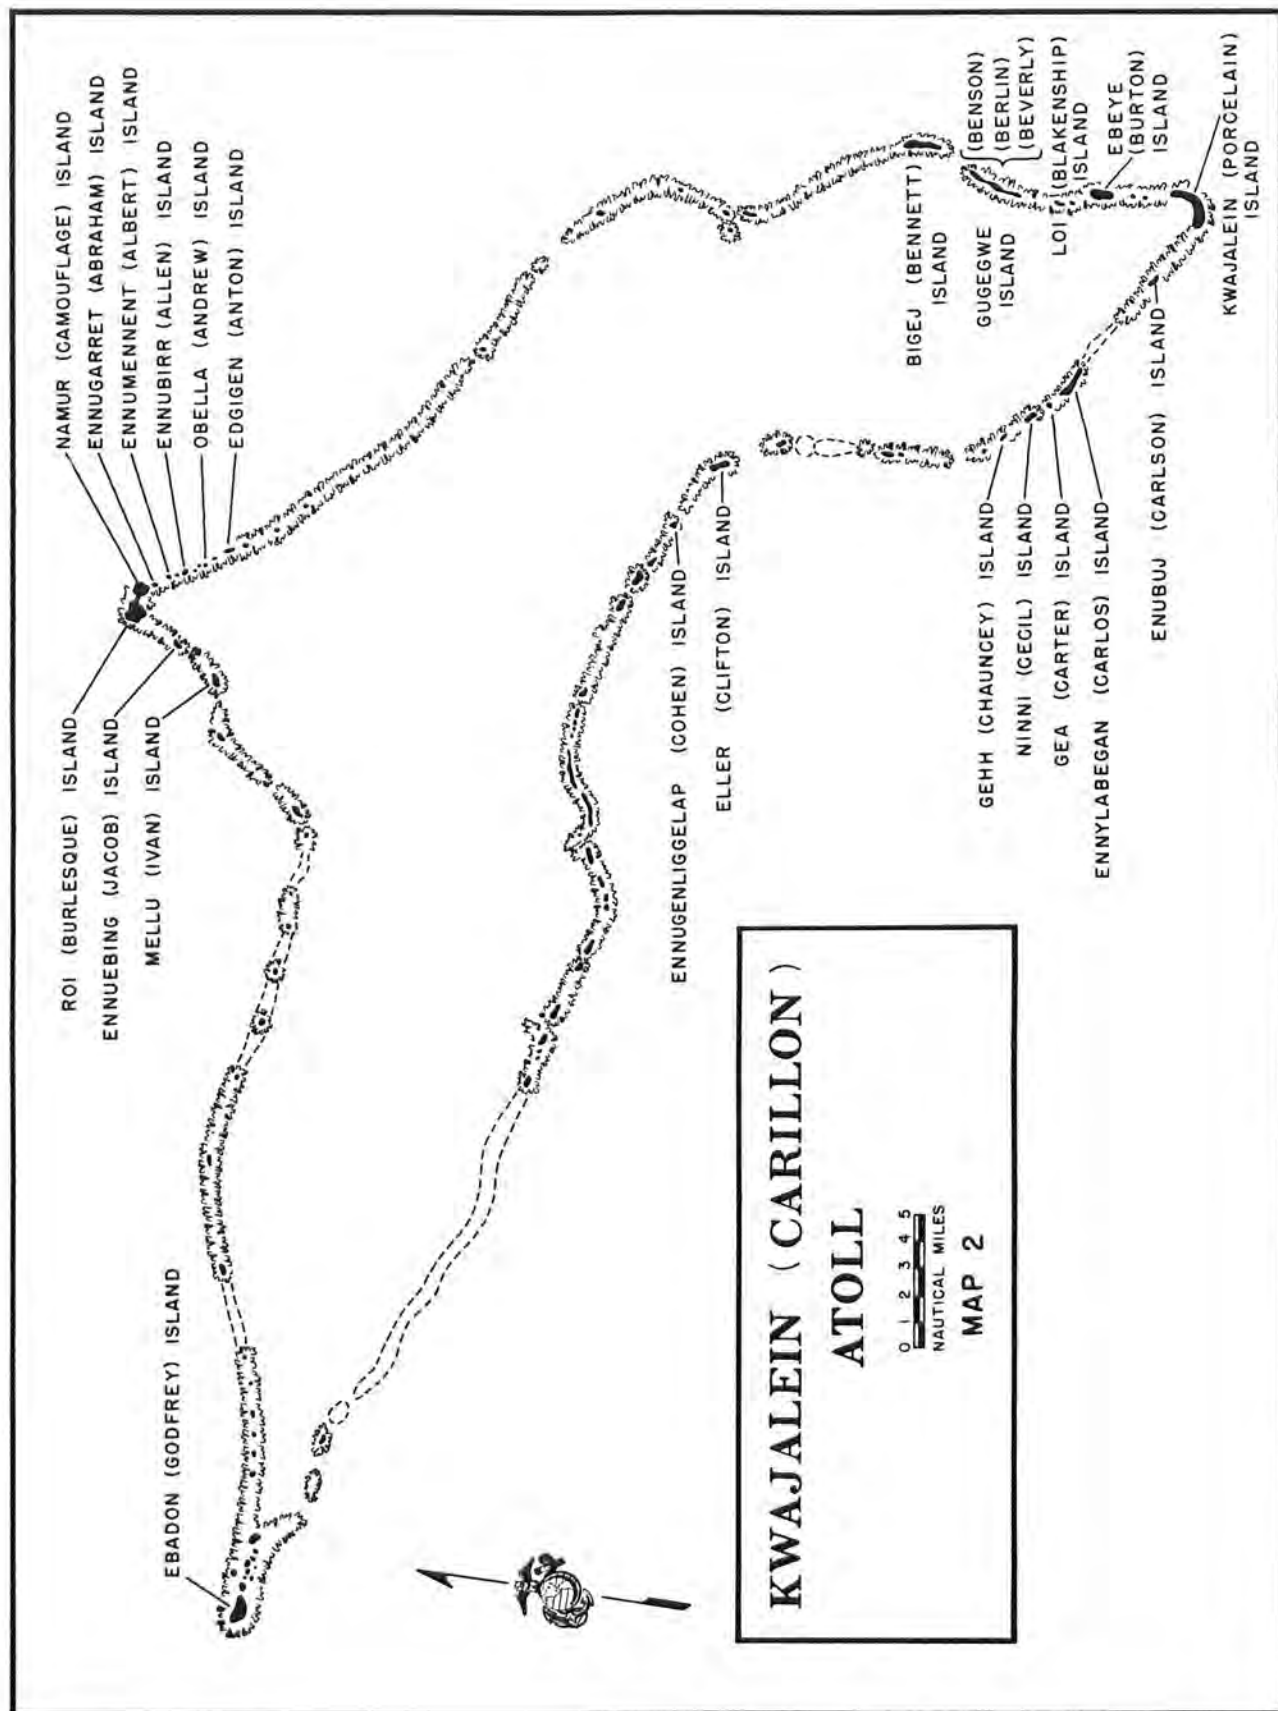 NAMUR (CAMOUFLAGE) ISLAND
ENNUGARRET (ABRAHAM) ISLAND
ENNUMENNENT (ALBERT) ISLAND
ENNUBIRR (ALLEN) ISLAND
OBELLA (ANDREW) ISLAND
EDGIGEN (ANTON) ISLAND
ROI (BURLESQUE) ISLAND
ENNUEBING (JACOB) ISLAND
MELLU (IVAN) ISLAND
EBADON (GODFREY) ISLAND
BIGEJ (BENNETT)
ISLAND
GUGEGWE
ISLAND
(BENSON)
(BERLIN)
(BEVERLY)
LOI (BLAKENSHIP)
ISLAND
EBEYE
(BURTON)
ISLAND
KWAJALEIN (PORCELAIN)
ISLAND
ENNUGENLIGGELAP (COHEN) ISLAND
ELLER (CLIFTON) ISLAND
GEHH (CHAUNCEY) ISLAND
NINNI (CECIL) ISLAND
GEA (CARTER) ISLAND
ENNYLABEGAN (CARLOS) ISLAND
ENUBUJ (CARLSON) ISLAND
KWAJALEIN (CARILLON)
ATOLL
0 1 2 3 4 5
NAUTICAL MILES
MAP 2